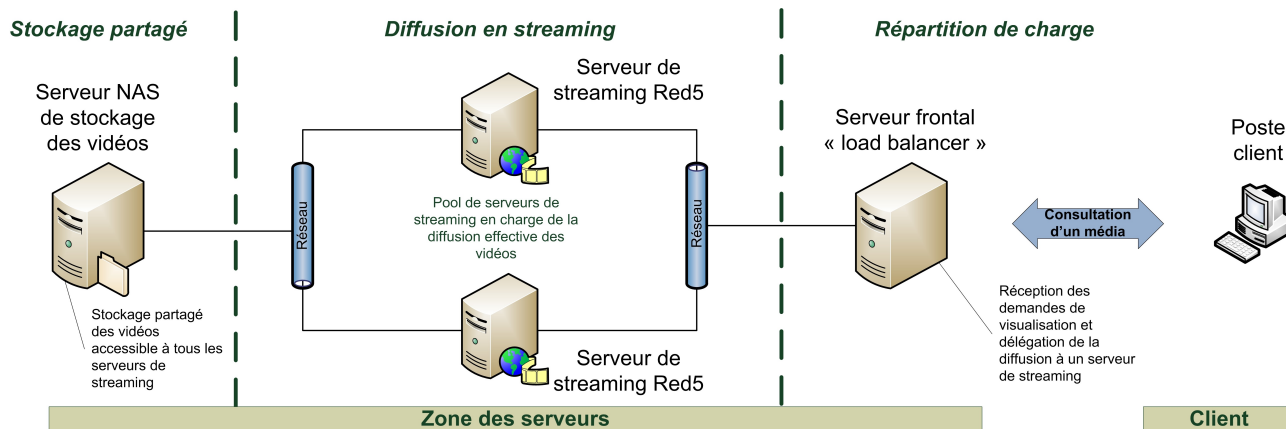 Stockage partagé
Diffusion en streaming
Répartition de charge
Serveur NAS
de stockage
des vidéos
Stockage partagé
des vidéos
accessible à tous les
serveurs de
streaming
Réseau
Serveur de
streaming Red5
Pool de serveurs de
streaming en charge de la
diffusion effective des
vidéos
Serveur de
streaming Red5
Réseau
Serveur frontal
« load balancer »
Réception des
demandes de
visualisation et
délégation de la
diffusion à un serveur
de streaming
Consultation
d'un média
Poste
client
Zone des serveurs
Client